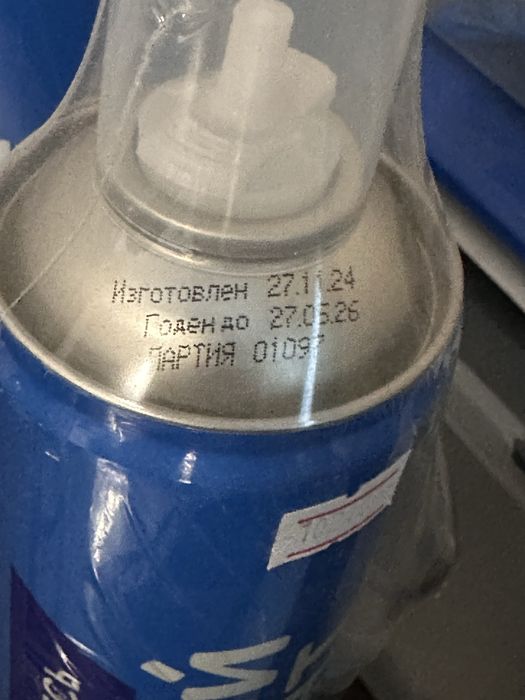 Изготовлен 27.11.24
Годен до 27.05.26
ПАРТИЯ 01097